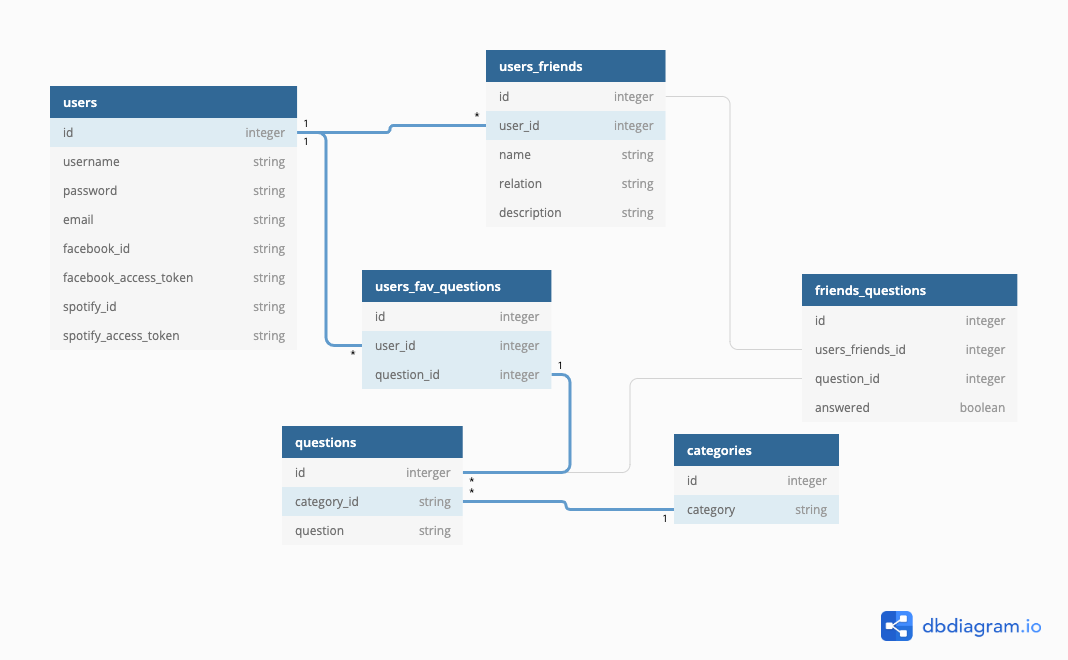 users
id integer
username string
password string
email string
facebook_id string
facebook_access_token string
spotify_id string
spotify_access_token string
1
1
*
*
users_friends
id integer
user_id integer
name string
relation string
description string
users_fav_questions
id integer
user_id integer
question_id integer
1
friends_questions
id integer
users_friends_id integer
question_id integer
answered boolean
questions
id interger
category_id string
question string
*
*
1
categories
id integer
category string
dbdiagram.io